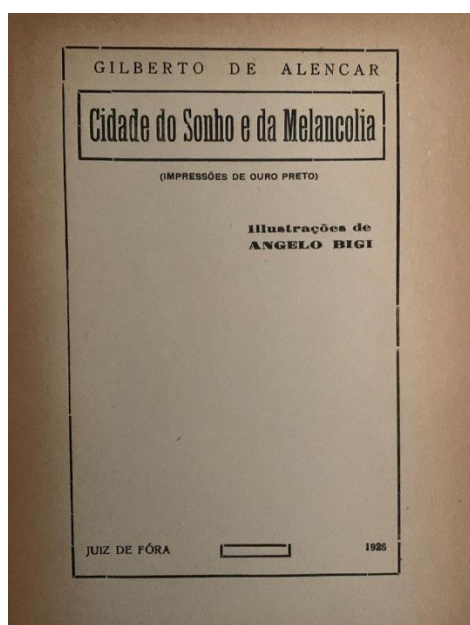 GILBERTO DE ALENCAR
Cidade do Sonho e da Melancolia
(IMPRESSÕES DE OURO PRETO)
Illustrações de
ANGELO BIGI
JUIZ DE FÓRA 1926